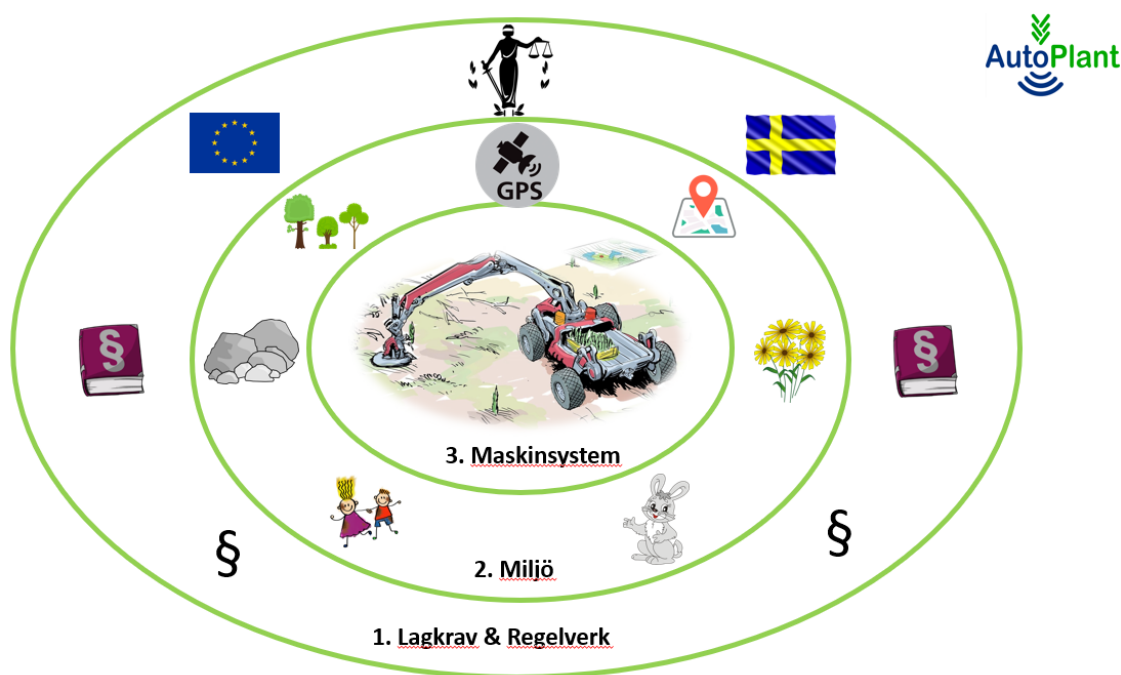 AutoPlant
GPS
§
§
3. Maskinsystem
§
§
2. Miljö
1. Lagkrav & Regelverk